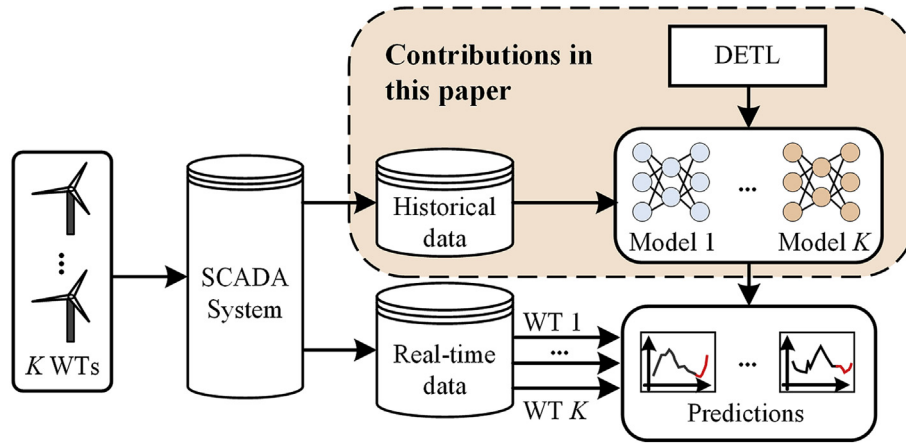 Contributions in
this paper
DETL
Historical
data
... 
Model 1
Model K
...
K WTs
SCADA
System
Real-time
data
WT 1
...
WT K
...
Predictions